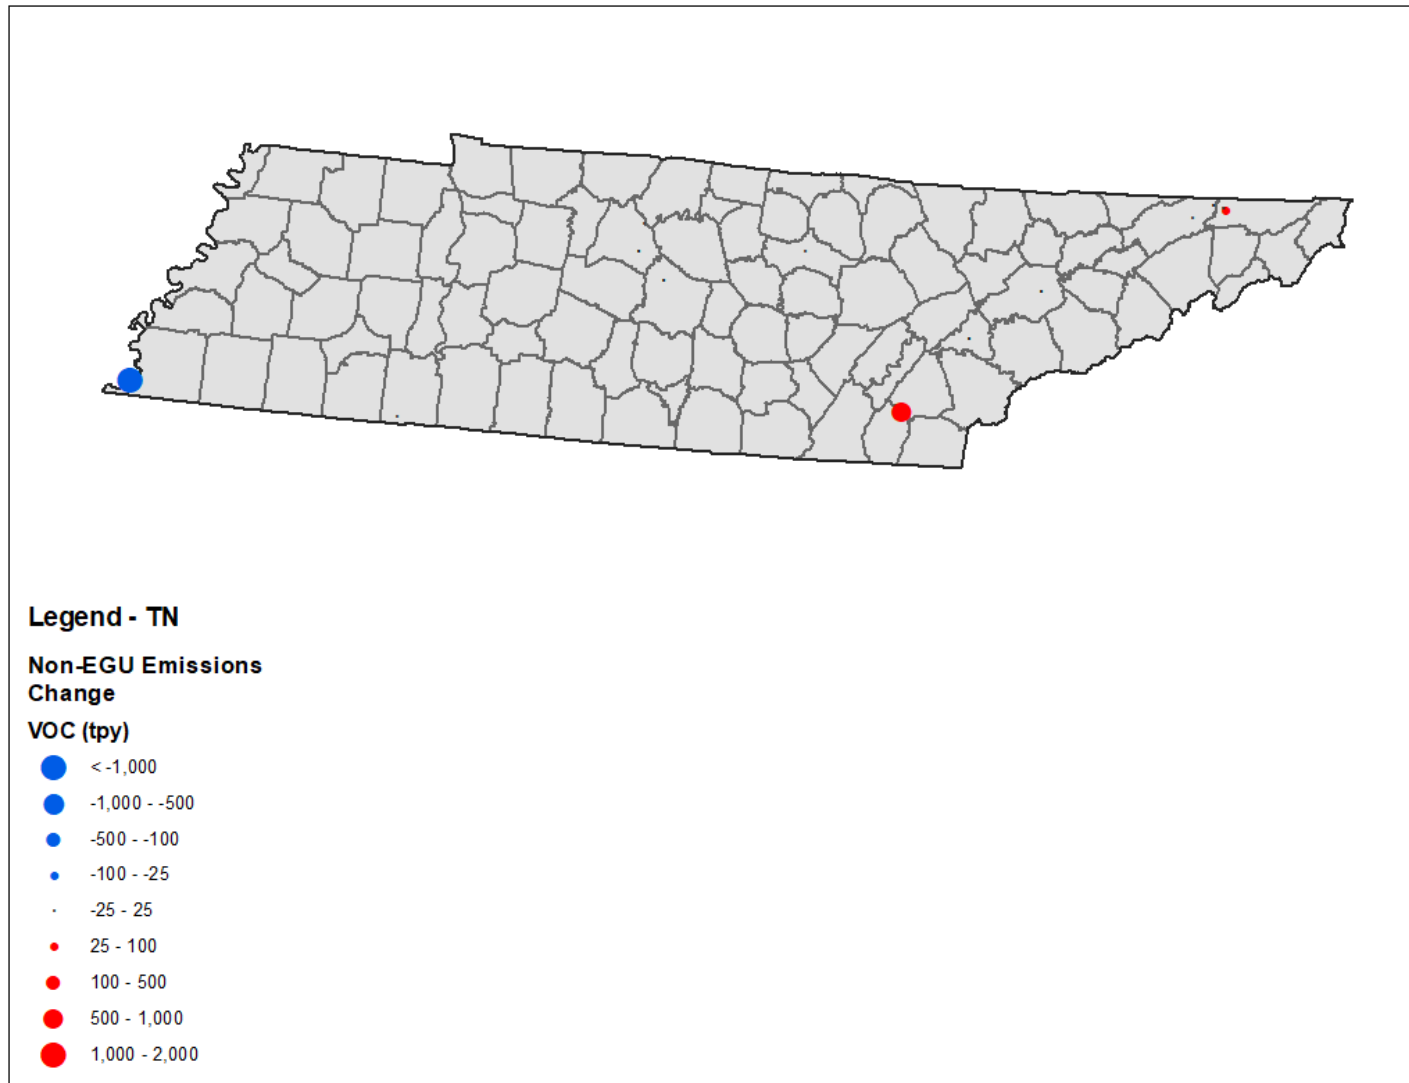 Legend - TN
Non-EGU Emissions
Change
VOC (tpy)
< -1,000
-1,000 - -500
-500 - -100
-100 - -25
-25 - 25
25 - 100
100 - 500
500 - 1,000
1,000 - 2,000